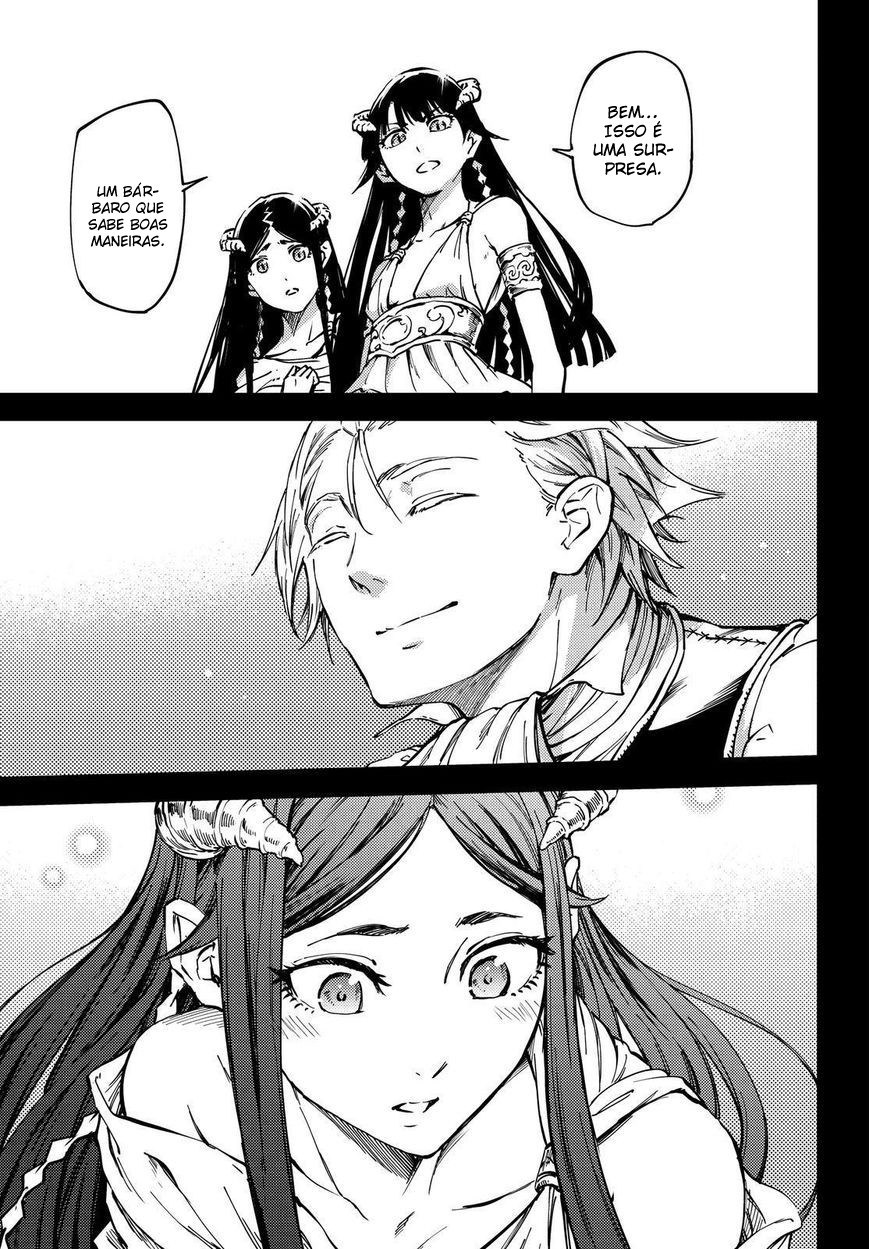 BEM...
ISSO É
UMA SUR-
PRESA.
UM BÁR-
BARO QUE
SABE BOAS
MANEIRAS.